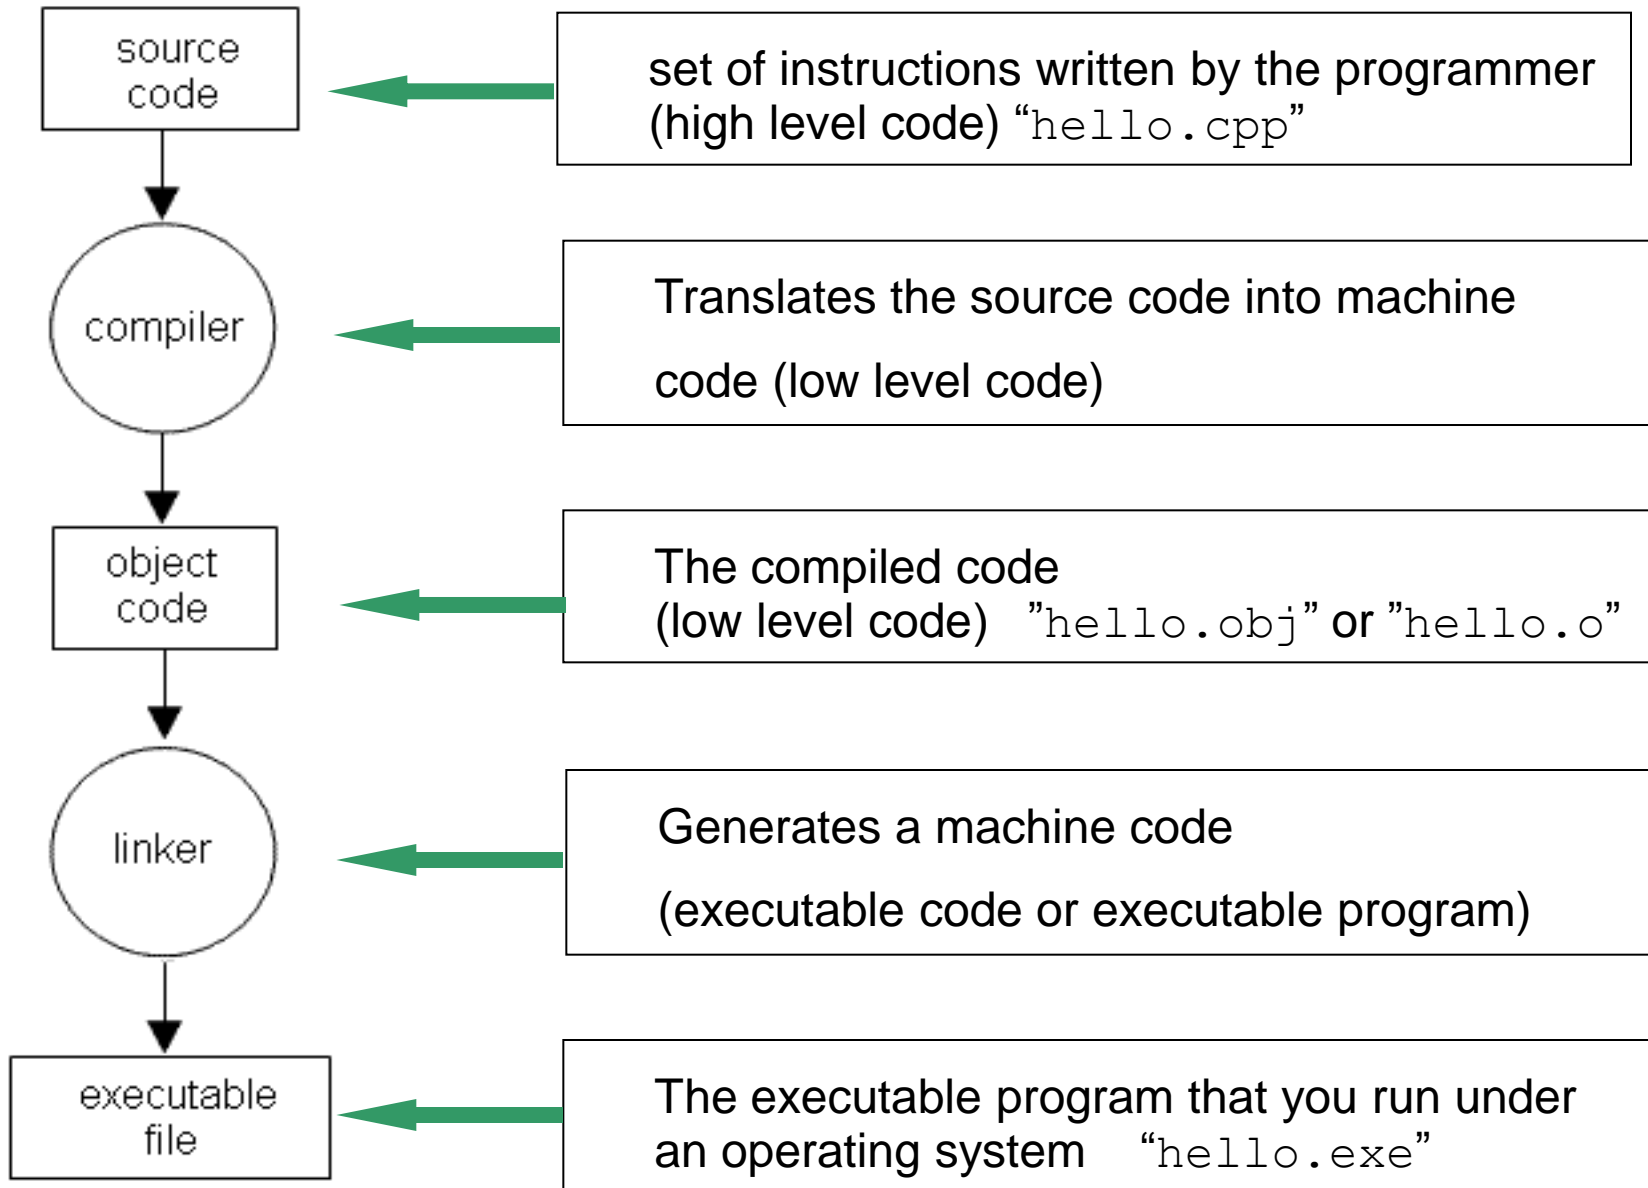 source
code
set of instructions written by the programmer
(high level code) “hello.cpp”
compiler
Translates the source code into machine
code (low level code)
object
code
The compiled code
(low level code) ”hello.obj” or ”hello.o”
linker
Generates a machine code
(executable code or executable program)
executable
file
The executable program that you run under
an operating system “hello.exe”